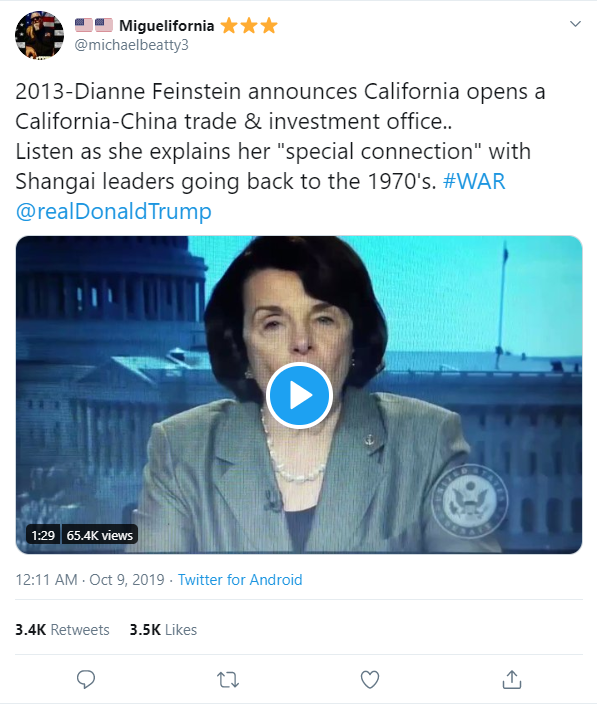 🇺🇸🇺🇸 Miguelifornia ⭐⭐⭐
@michaelbeatty3
2013-Dianne Feinstein announces California opens a
California-China trade & investment office..
Listen as she explains her "special connection" with
Shangai leaders going back to the 1970's. #WAR
@realDonaldTrump
1:29 65.4K views
12:11 AM · Oct 9, 2019 · Twitter for Android
3.4K Retweets 3.5K Likes